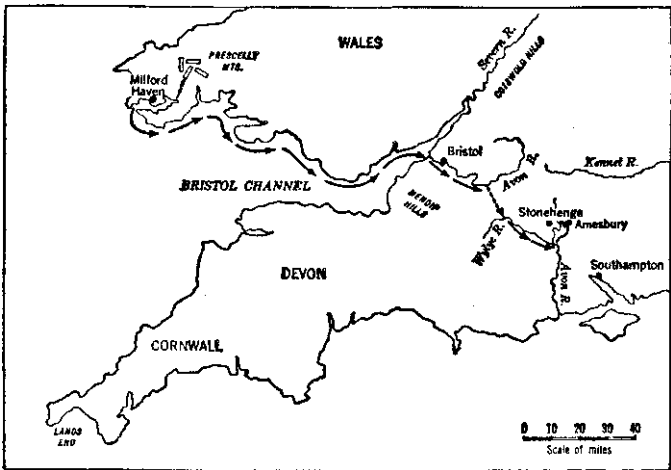 WALES
PRESCELLY
MTS.
Milford
Haven
Severn R.
COTSWOLD HILLS
Bristol
Avon R.
Kennel R.
BRISTOL CHANNEL
MENDIP
HILLS
Stonehenge
Amesbury
Wylye R.
Avon R.
Southampton
DEVON
CORNWALL
LANDS
END
0 10 20 30 40
Scale of miles